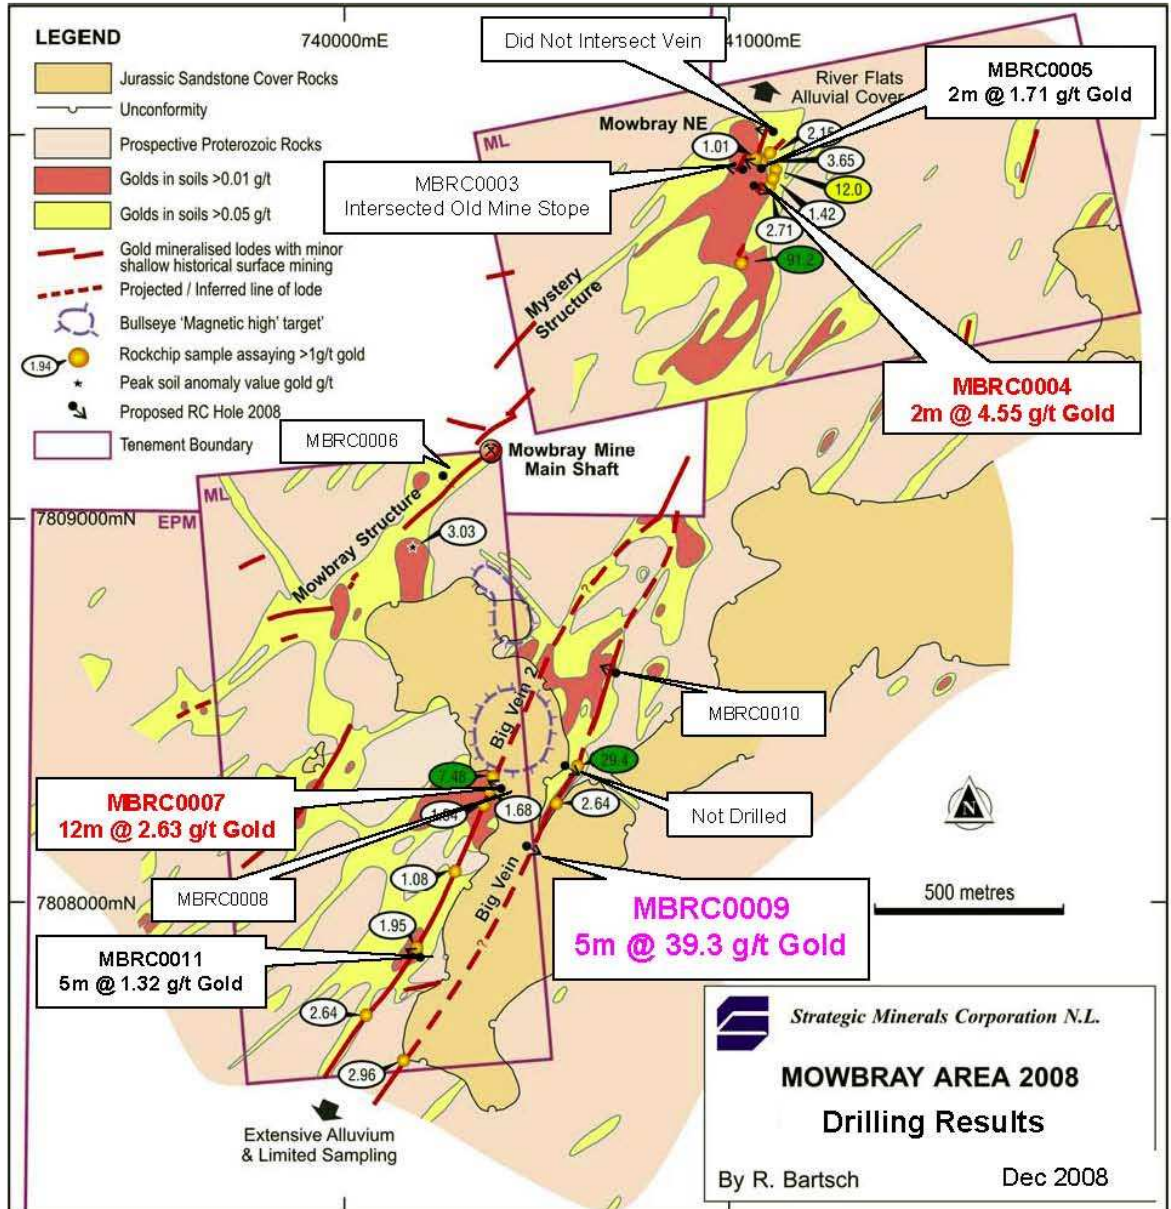 LEGEND
Jurassic Sandstone Cover Rocks
Unconformity
Prospective Proterozoic Rocks
Golds in soils >0.01 g/t
Golds in soils >0.05 g/t
Gold mineralised lodes with minor
shallow historical surface mining
Projected / Inferred line of lode
Bullseye 'Magnetic high' target'
1.94
Rockchip sample assaying >1g/t gold
Peak soil anomaly value gold g/t
Proposed RC Hole 2008
Tenement Boundary
740000mE
41000mE
Did Not Intersect Vein
River Flats
Alluvial Cover
MBRC0005
2m @ 1.71 g/t Gold
ML
Mowbray NE
1.01
2.15
3.65
12.0
1.42
2.71
91.2
MBRC0003
Intersected Old Mine Stope
Mystery
Structure
MBRC0004
2m @ 4.55 g/t Gold
MBRC0006
Mowbray Mine
Main Shaft
ML
EPM
7809000mN
Mowbray Structure
3.03
?
Big Vein 2
MBRC0010
7.48
29.4
MBRC0007
12m @ 2.63 g/t Gold
1.68
2.64
Not Drilled
N
MBRC0008
1.08
Big Vein
?
500 metres
7808000mN
MBRC0009
5m @ 39.3 g/t Gold
1.95
MBRC0011
5m @ 1.32 g/t Gold
2.64
2.96
Extensive Alluvium
& Limited Sampling
Strategic Minerals Corporation N.L.
MOWBRAY AREA 2008
Drilling Results
By R. Bartsch
Dec 2008